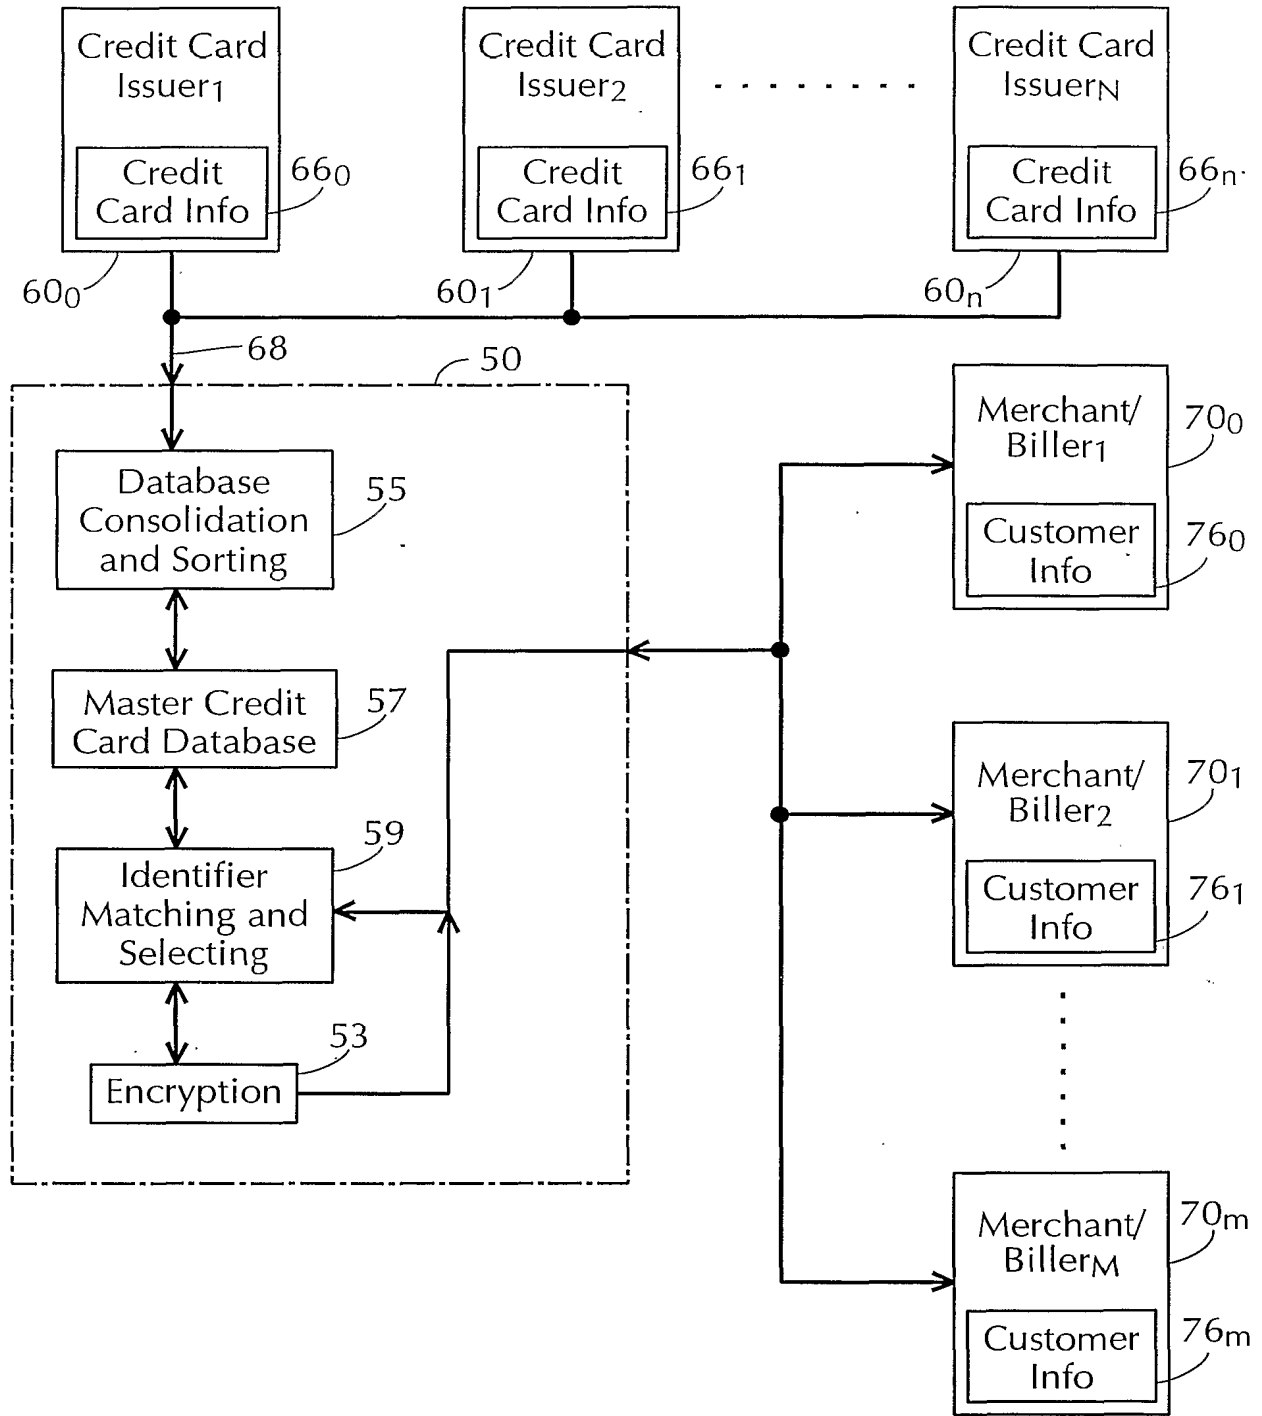 Credit Card
Issuer1
Credit
Card Info
660
600
Credit Card
Issuer2
Credit
Card Info
661
601
. . . . . . . .
Credit Card
IssuerN
Credit
Card Info
66n
60n
68
50
Database
Consolidation
and Sorting
55
Master Credit
Card Database
57
Identifier
Matching and
Selecting
59
Encryption
53
Merchant/
Biller1
700
Customer
Info
760
Merchant/
Biller2
701
Customer
Info
761
Merchant/
BillerM
70m
Customer
Info
76m